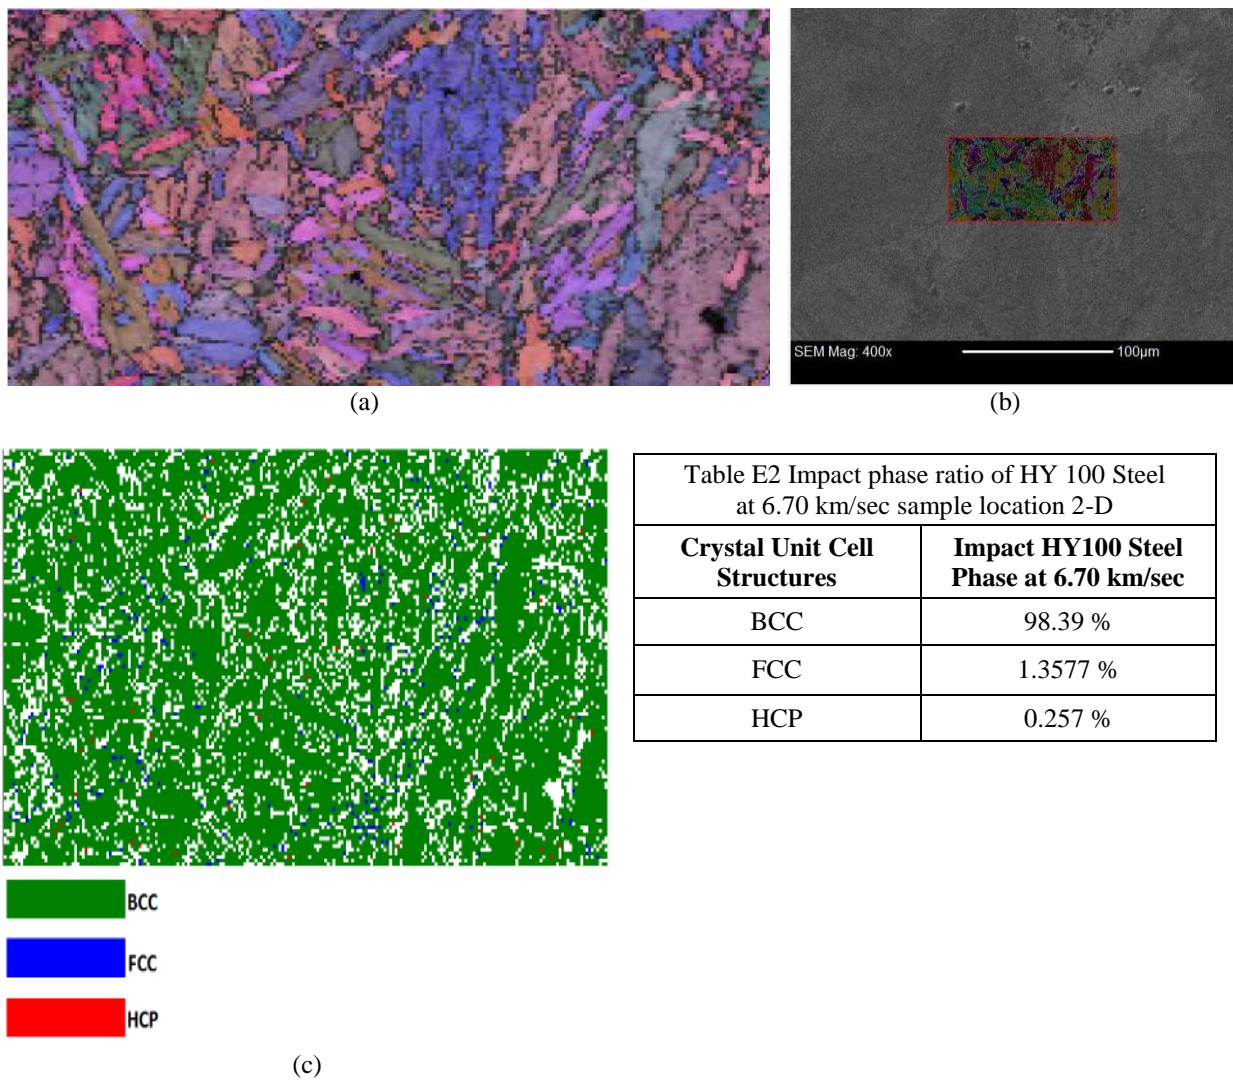 SEM Mag: 400x 100µm
(a)
(b)
Table E2 Impact phase ratio of HY 100 Steel
at 6.70 km/sec sample location 2-D
Crystal Unit Cell
Structures
Impact HY100 Steel
Phase at 6.70 km/sec
BCC 98.39 %
FCC 1.3577 %
HCP 0.257 %
BCC
FCC
HCP
(c)